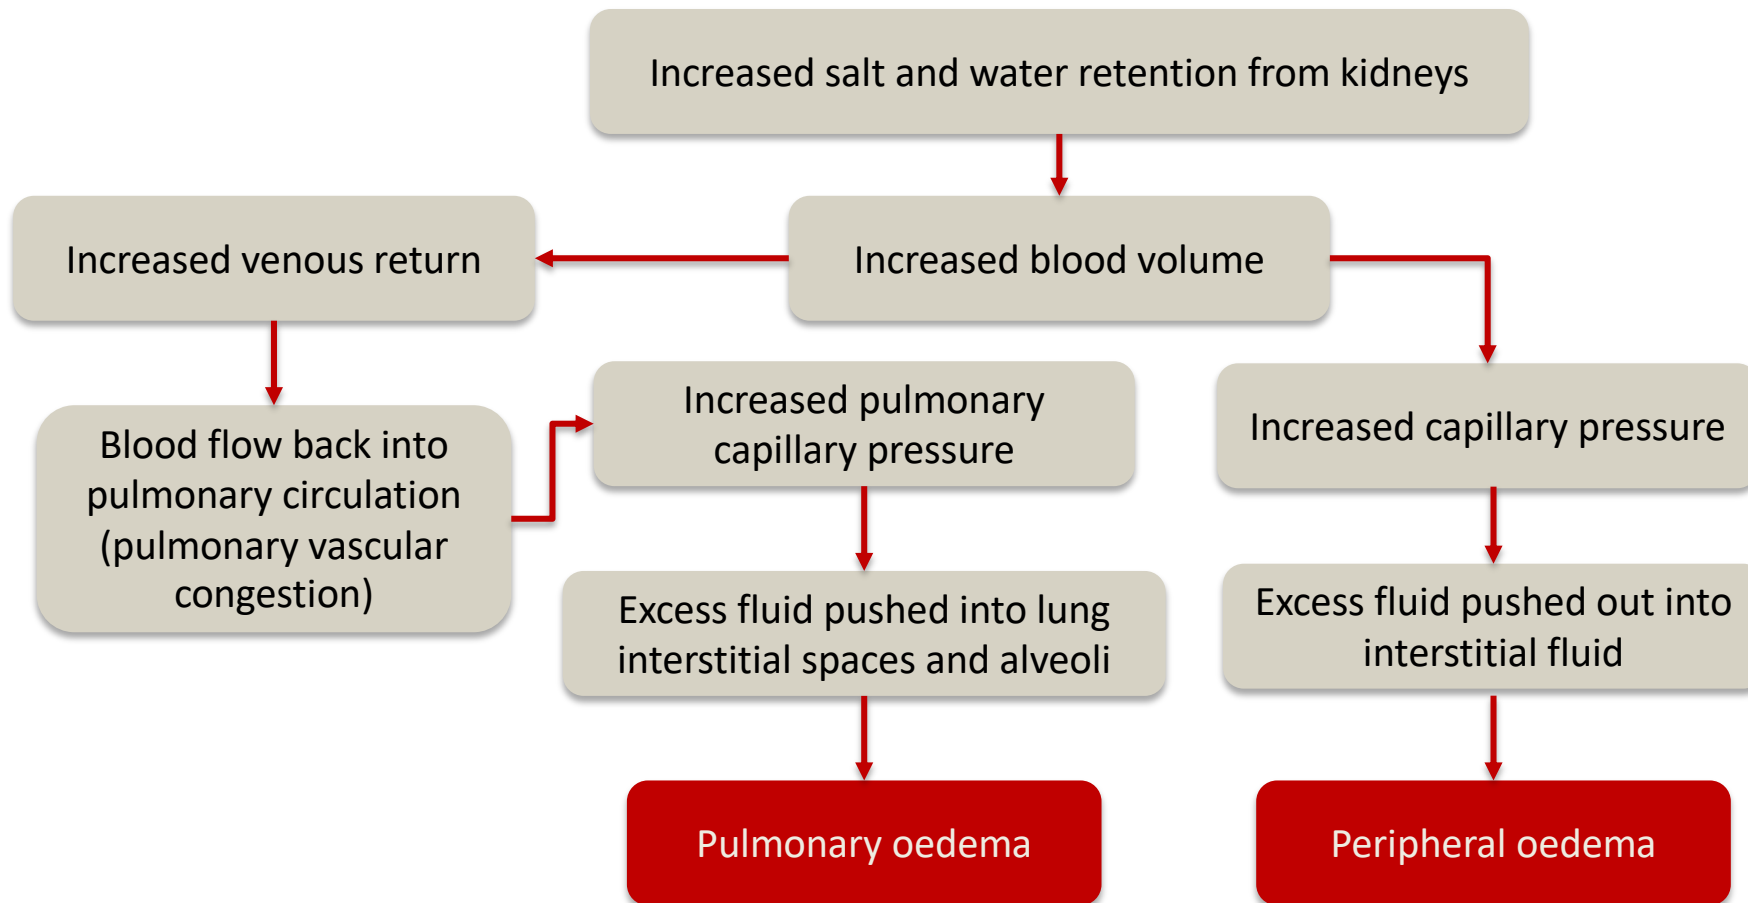 Increased salt and water retention from kidneys
Increased venous return
Increased blood volume
Blood flow back into
pulmonary circulation
(pulmonary vascular
congestion)
Increased pulmonary
capillary pressure
Increased capillary pressure
Excess fluid pushed into lung
interstitial spaces and alveoli
Excess fluid pushed out into
interstitial fluid
Pulmonary oedema
Peripheral oedema